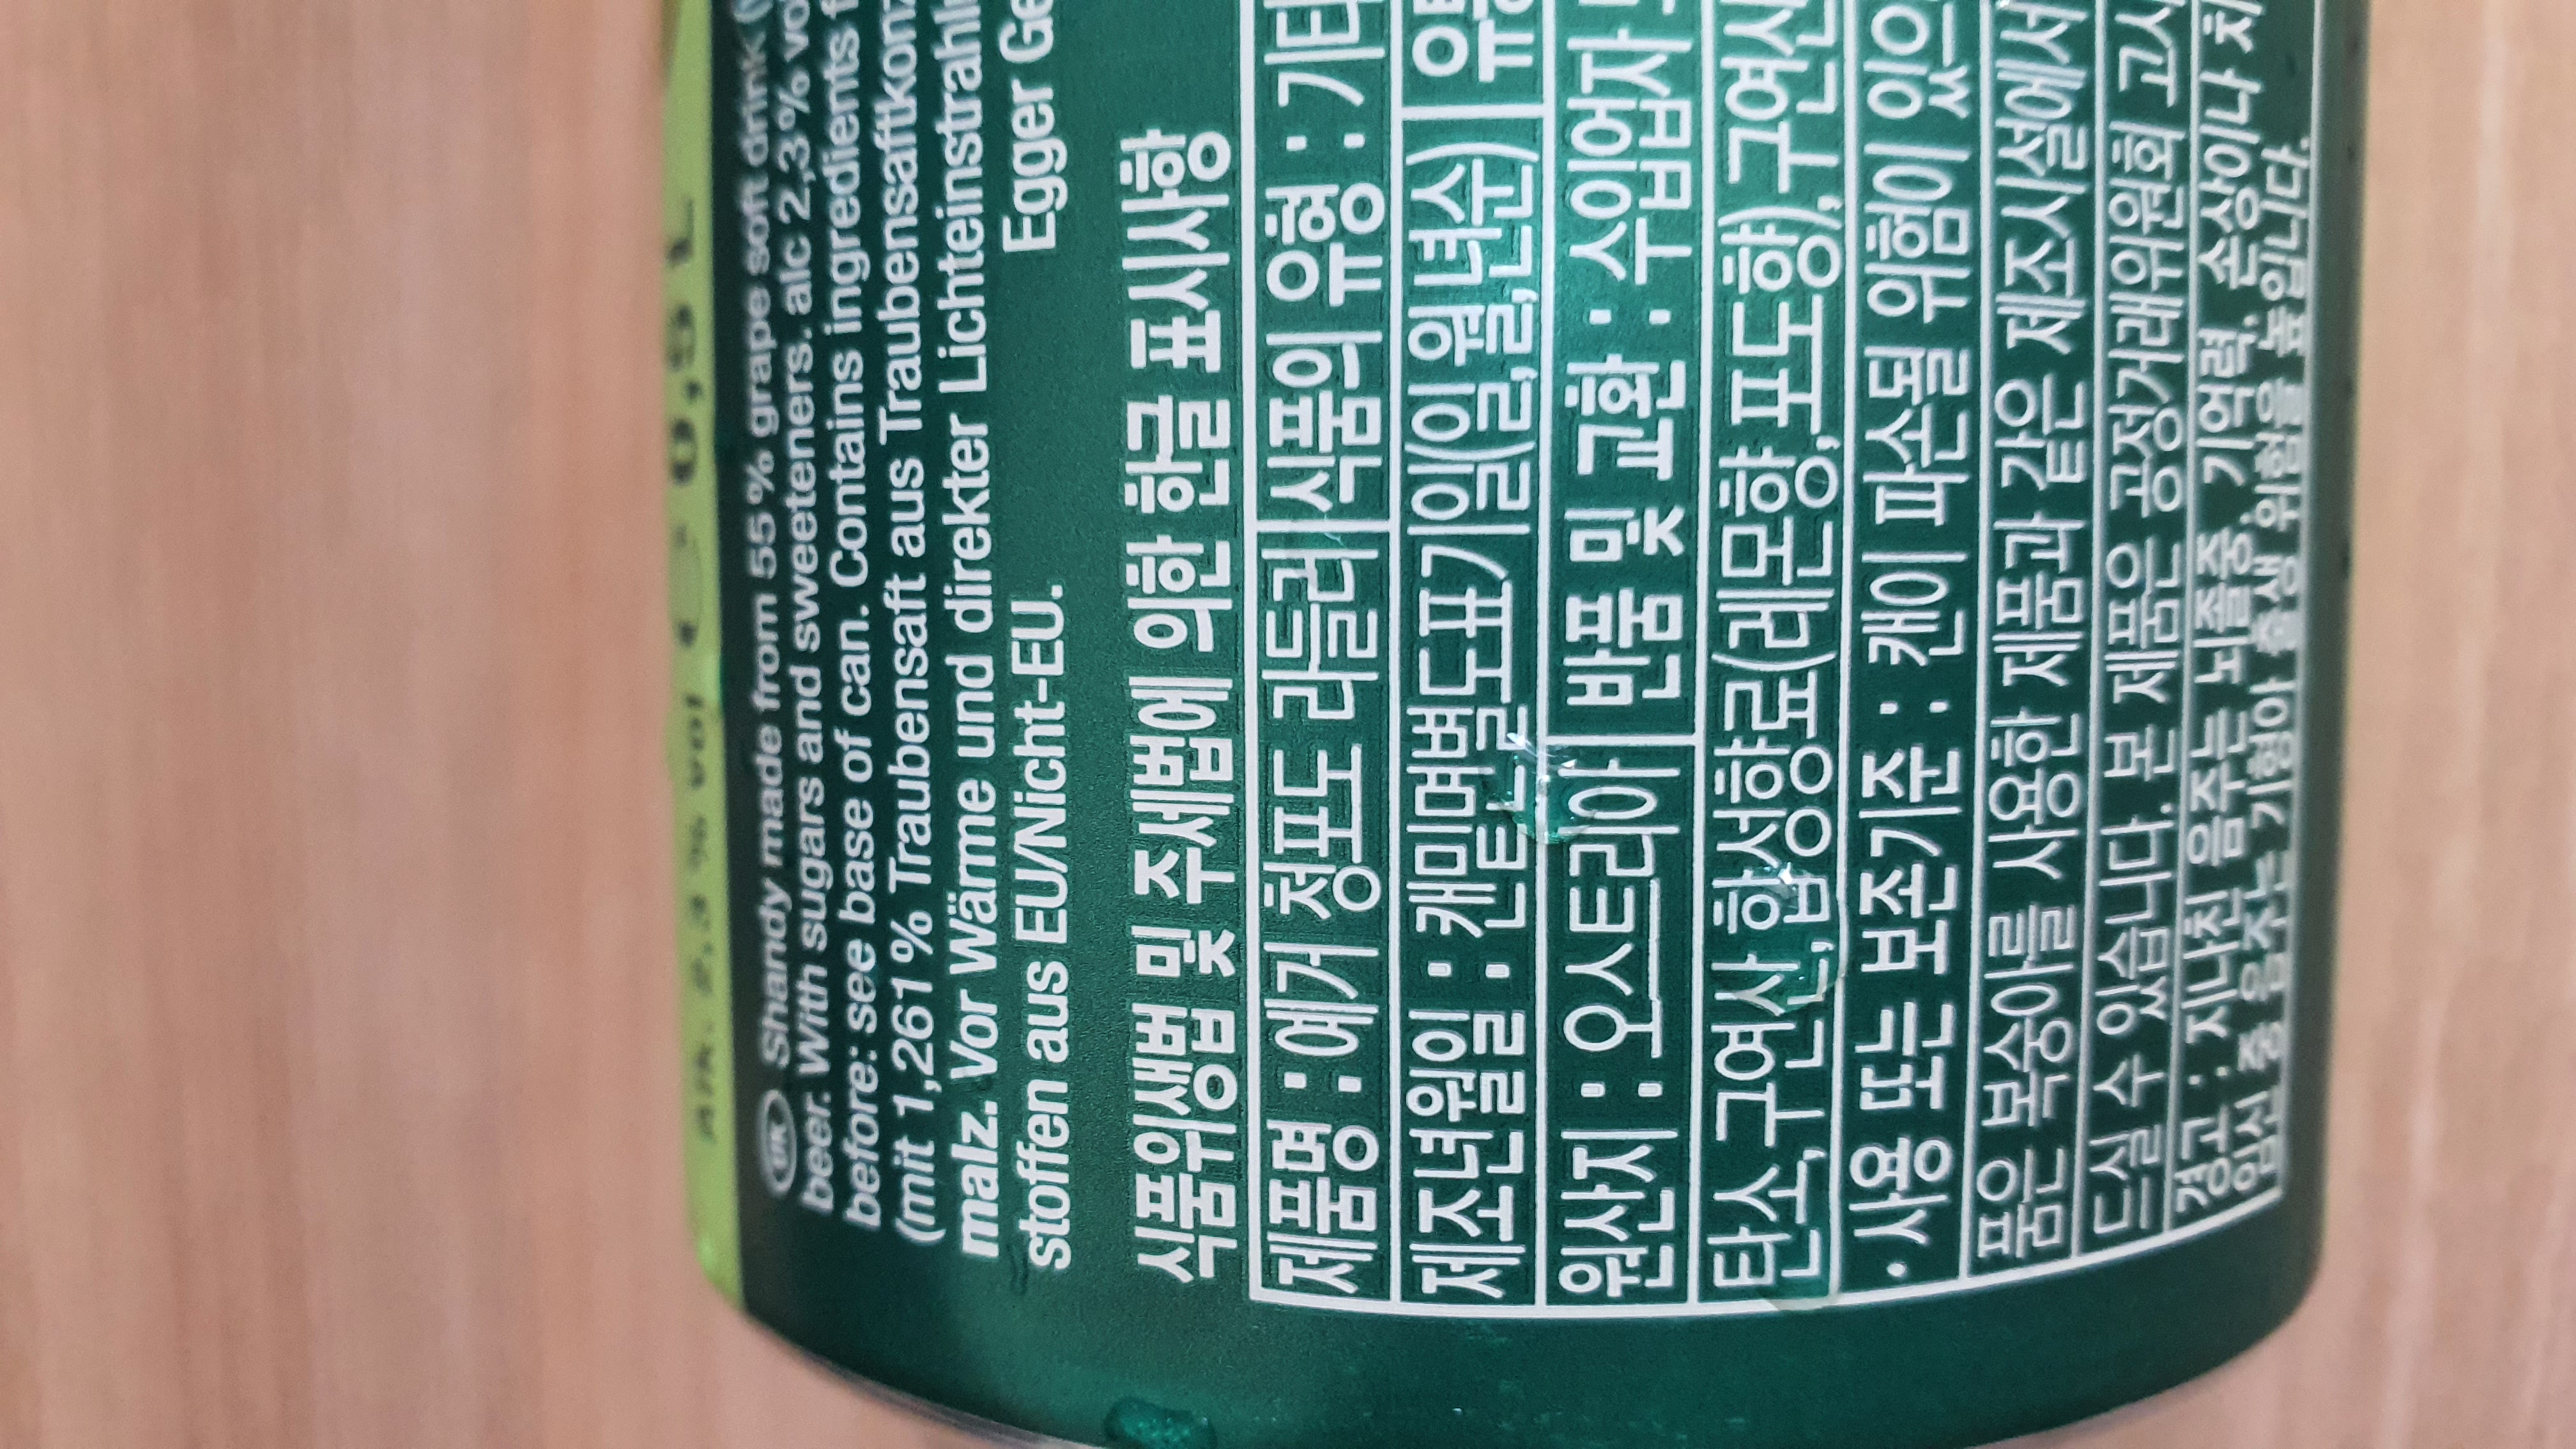 Alk. 2,3 % vol e 0,5 L
UK Shandy made from 55 % grape soft drink (
beer. With sugars and sweeteners. alc 2,3% vo
before: see base of can. Contains ingredients f
(mit 1,261 % Traubensaft aus Traubensaftkonz
malz. Vor Wärme und direkter Lichteinstrahl
stoffen aus EU/Nicht-EU. Egger Ge
식품위생법 및 주세법에 의한 한글 표시사항
제품명 : 예거 청포도 라들러 식품의 유형 : 기타
제조년월일 : 캔밑면별도표기일(일,월,년순) 유통
원산지 : 오스트리아 반품 및 교환 : 수입업자
탄소,구연산,합성향료(레몬향,포도향),구연산
·사용 또는 보존기준 : 캔이 파손될 위험이 있으
품은 복숭아를 사용한 제품과 같은 제조시설에서
드실 수 있습니다. 본 제품은 공정거래위원회 고시
경고 : 지나친 음주는 뇌졸중, 기억력, 손상이나 치
임신 중 음주는 기형아 출생 위험을 높입니다.